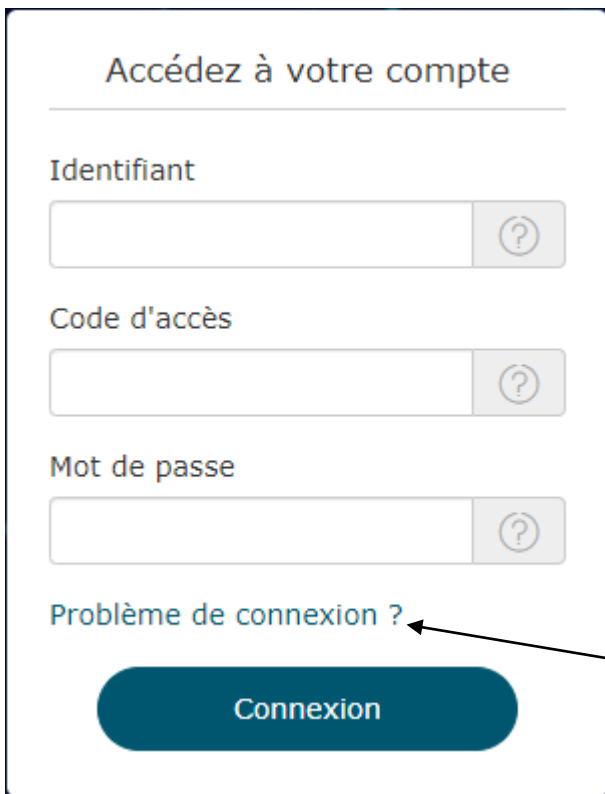 Accédez à votre compte
Identifiant
?
Code d'accès
?
Mot de passe
?
Problème de connexion ?
Connexion